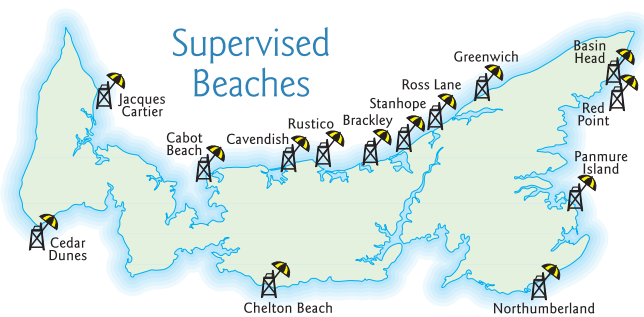 Supervised
Beaches
Greenwich
Basin
Head
Ross Lane
Jacques
Cartier
Stanhope
Red
Point
Rustico
Brackley
Cabot
Beach
Cavendish
Panmure
Island
Cedar
Dunes
Chelton Beach
Northumberland